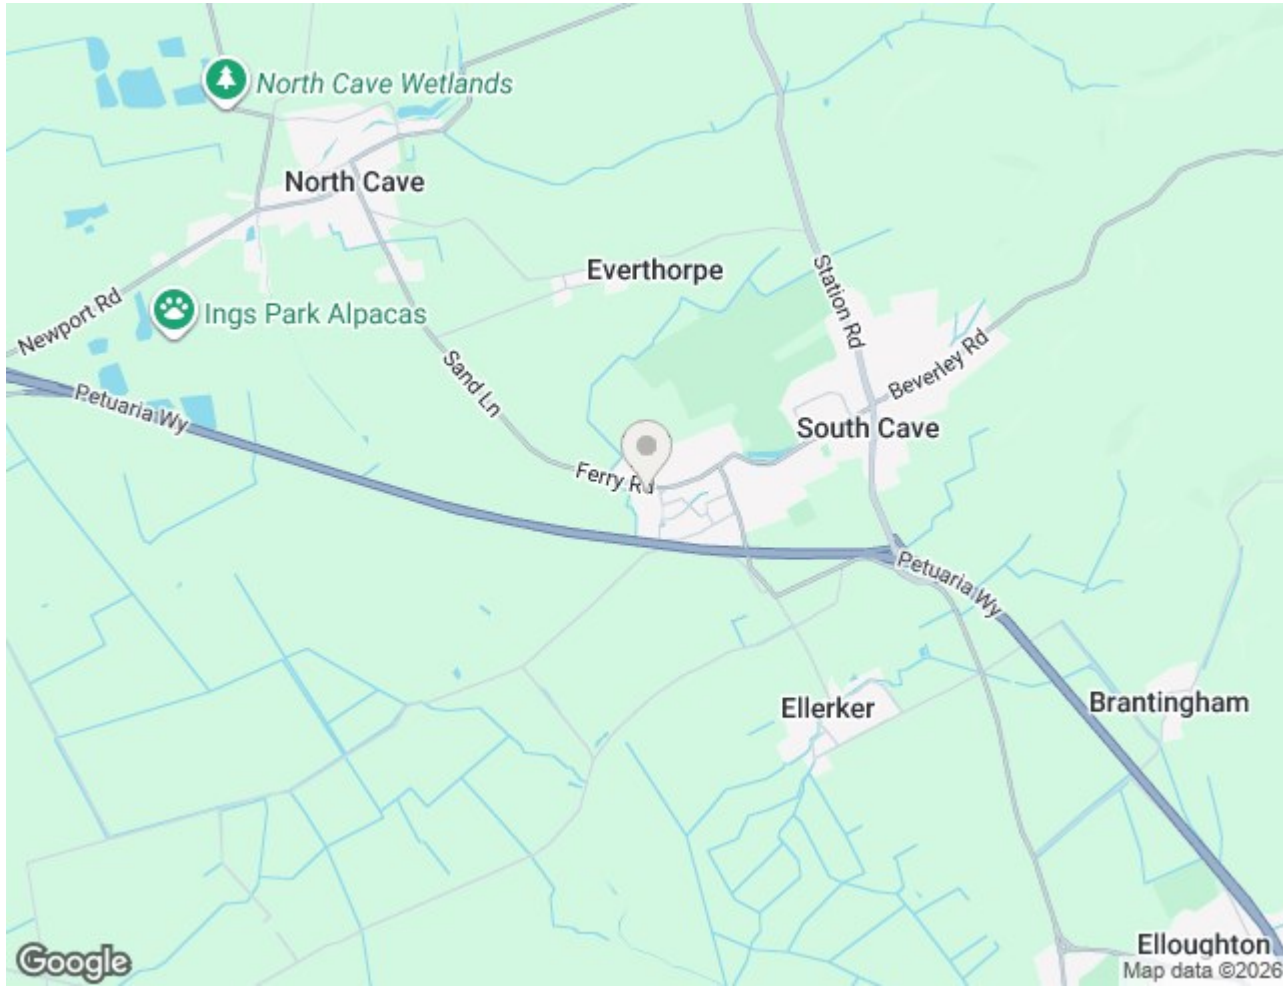 North Cave Wetlands
North Cave
Everthorpe
Station Rd
Ings Park Alpacas
Newport Rd
Beverley Rd
Sand Ln
Petuaria Wy
South Cave
Ferry Rd
Petuaria Wy
Ellerker
Brantingham
Elloughton
Google
Map data ©2026